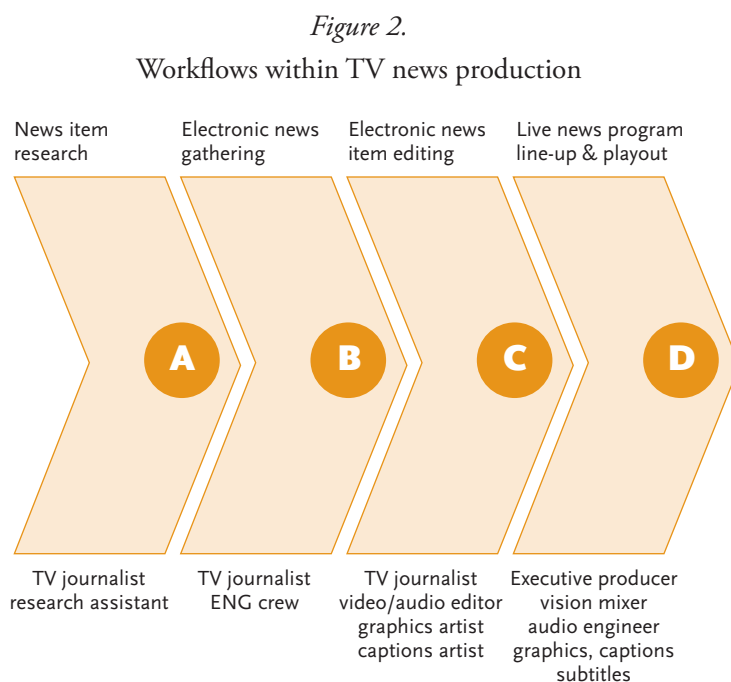 Figure 2.
Workflows within TV news production
News item
research
Electronic news
gathering
Electronic news
item editing
Live news program
line-up & playout
A
B
C
D
TV journalist
research assistant
TV journalist
ENG crew
TV journalist
video/audio editor
graphics artist
captions artist
Executive producer
vision mixer
audio engineer
graphics, captions
subtitles